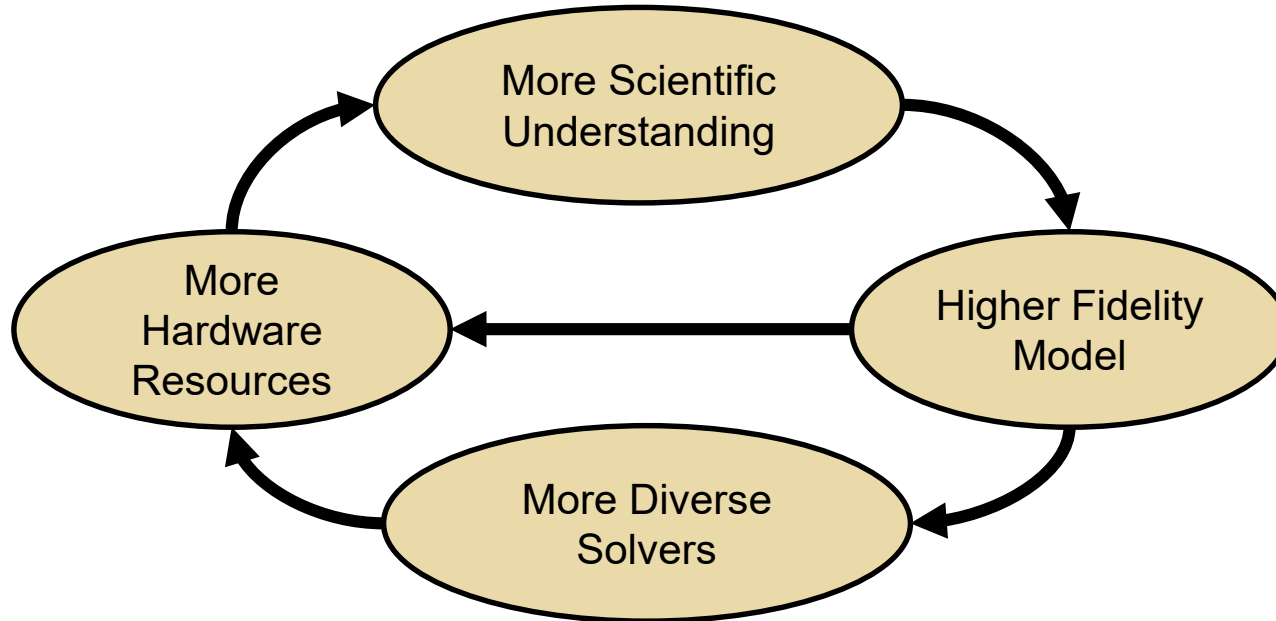 More Scientific
Understanding
More
Hardware
Resources
Higher Fidelity
Model
More Diverse
Solvers